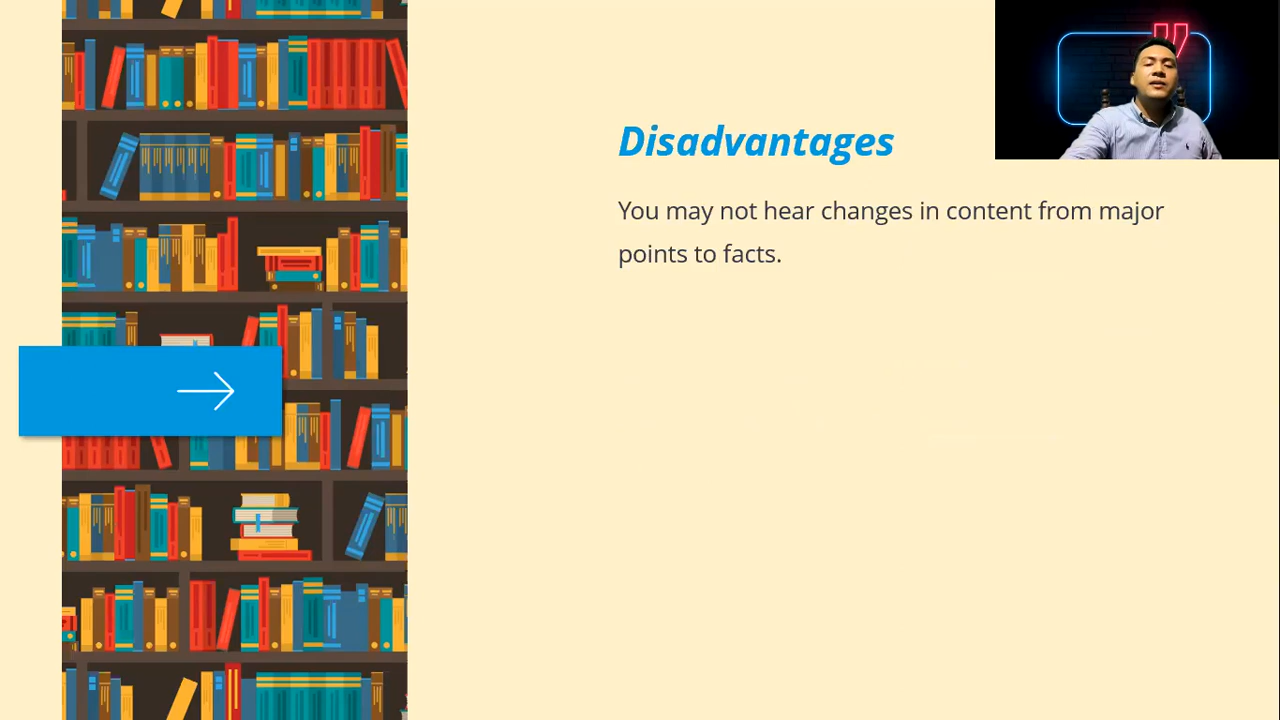 Disadvantages
You may not hear changes in content from major
points to facts.